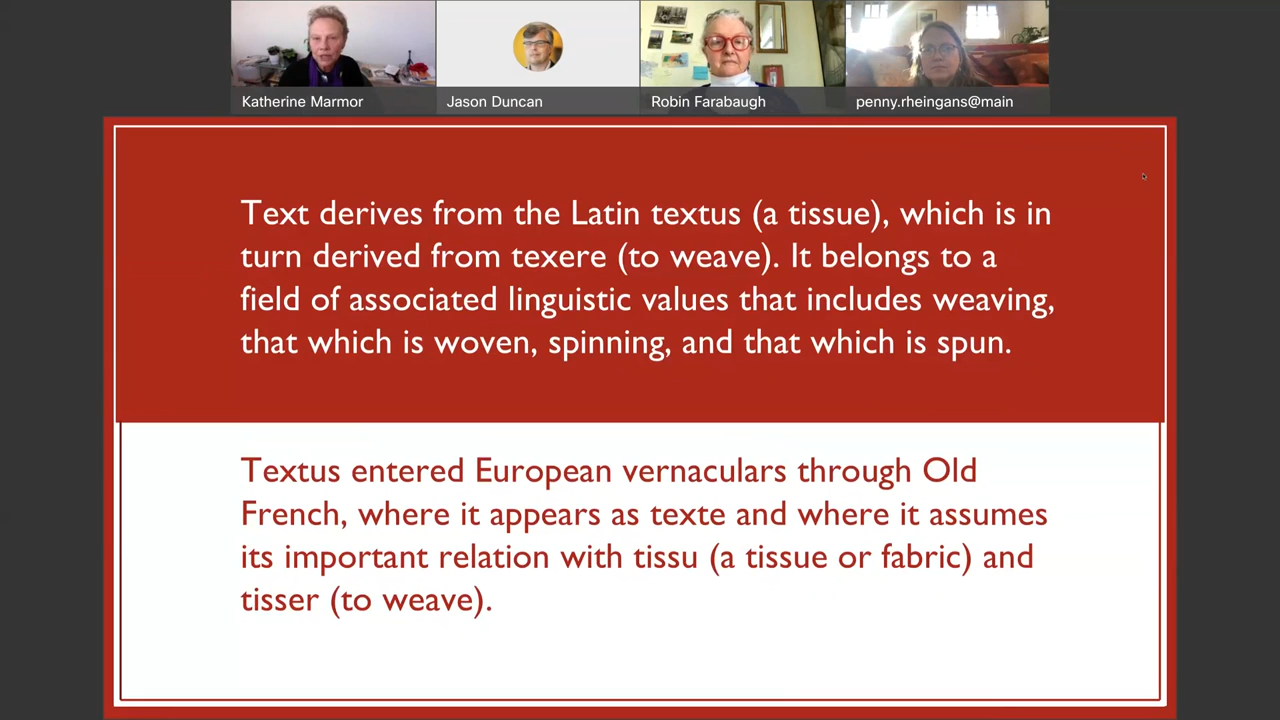 Katherine Marmor
Jason Duncan
Robin Farabaugh
penny.rheingans@main
Text derives from the Latin textus (a tissue), which is in
turn derived from texere (to weave). It belongs to a
field of associated linguistic values that includes weaving,
that which is woven, spinning, and that which is spun.
Textus entered European vernaculars through Old
French, where it appears as texte and where it assumes
its important relation with tissu (a tissue or fabric) and
tisser (to weave).